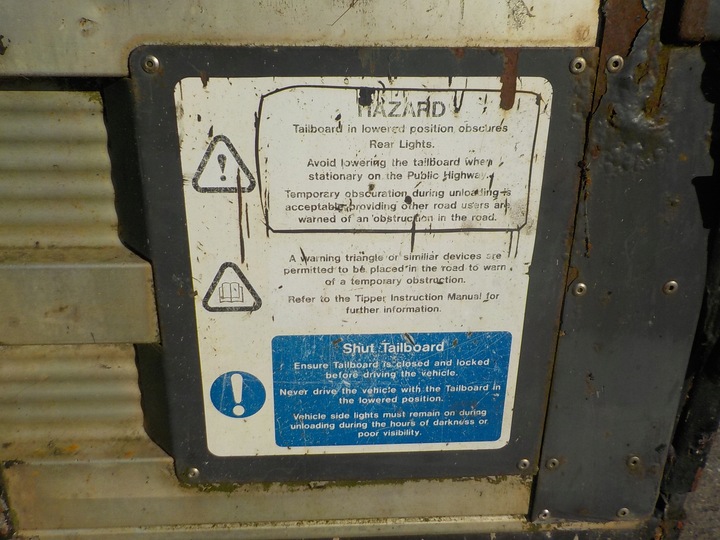 HAZARD
Tailboard in lowered position obscures
Rear Lights.
Avoid lowering the tailboard when
stationary on the Public Highway.
Temporary obscuration during unloading is
acceptable providing other road users are
warned of an obstruction in the road.
A warning triangle or similiar devices are
permitted to be placed in the road to warn
of a temporary obstruction.
Refer to the Tipper Instruction Manual for
further information.
Shut Tailboard
Ensure Tailboard is closed and locked
before driving the vehicle.
Never drive the vehicle with the Tailboard in
the lowered position.
Vehicle side lights must remain on during
unloading during the hours of darkness or
poor visibility.